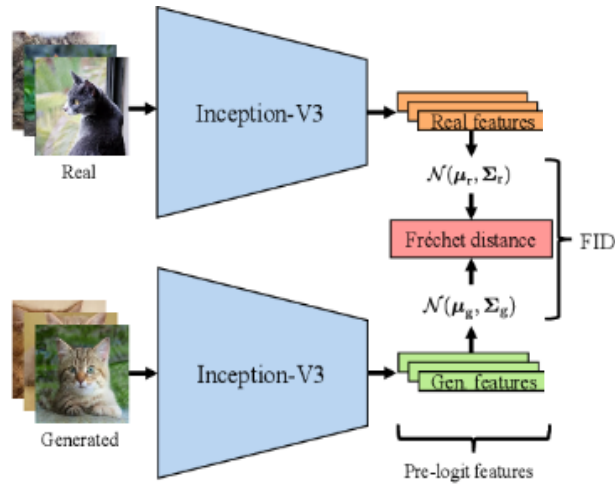 Inception-V3
Real features
Real
𝒩(μr, Σr)
Fréchet distance
FID
𝒩(μg, Σg)
Inception-V3
Gen. features
Generated
Pre-logit features